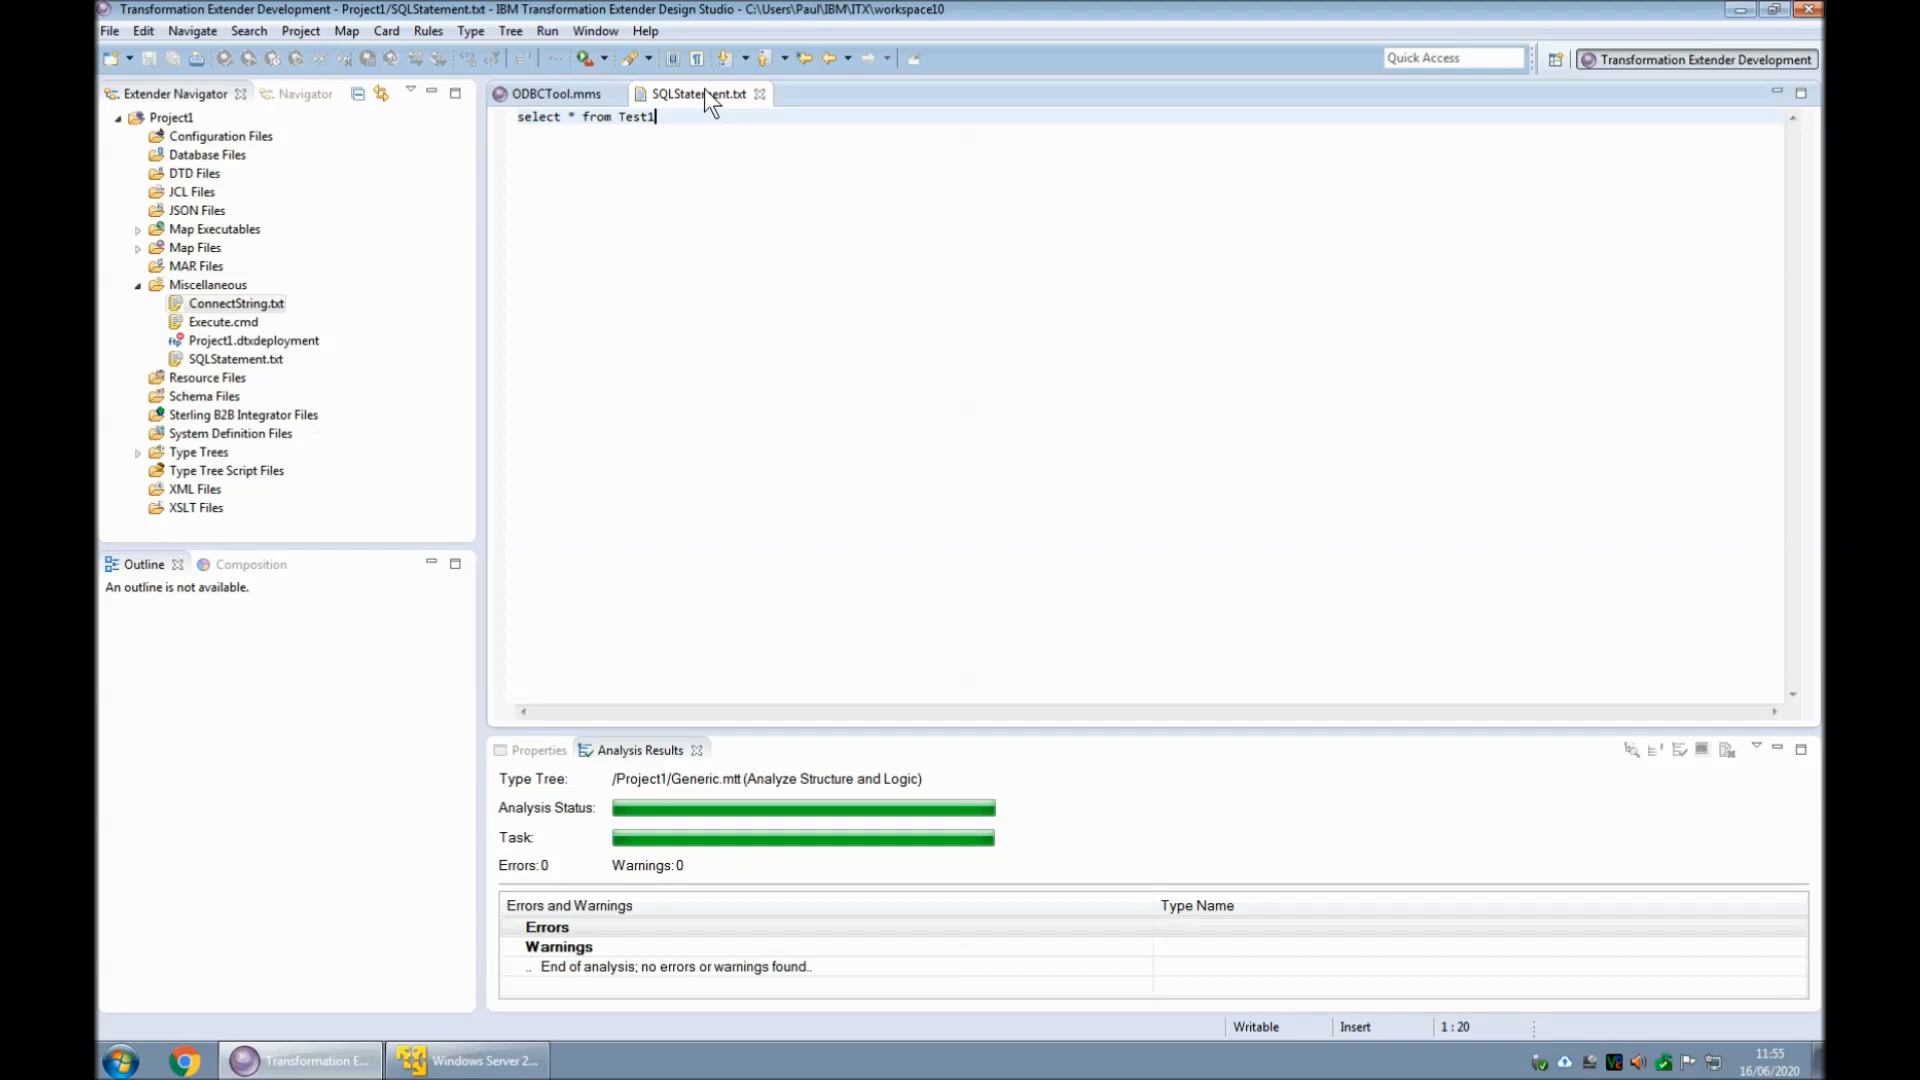 Transformation Extender Development - Project1/SQLStatement.txt - IBM Transformation Extender Design Studio - C:\Users\Paul\IBM\ITX\workspace10
File Edit Navigate Search Project Map Card Rules Type Tree Run Window Help
Quick Access
Transformation Extender Development
Extender Navigator
Navigator
Project1
Configuration Files
Database Files
DTD Files
JCL Files
JSON Files
Map Executables
Map Files
MAR Files
Miscellaneous
ConnectString.txt
Execute.cmd
Project1.dtxdeployment
SQLStatement.txt
Resource Files
Schema Files
Sterling B2B Integrator Files
System Definition Files
Type Trees
Type Tree Script Files
XML Files
XSLT Files
Outline
Composition
An outline is not available.
ODBCTool.mms
SQLStatement.txt
select * from Test1
Properties
Analysis Results
Type Tree: /Project1/Generic.mtt (Analyze Structure and Logic)
Analysis Status:
Task:
Errors: 0 Warnings: 0
Errors and Warnings Type Name
Errors
Warnings
.. End of analysis; no errors or warnings found..
Writable Insert 1 : 20
Transformation E...
Windows Server 2...
11:55
16/06/2020